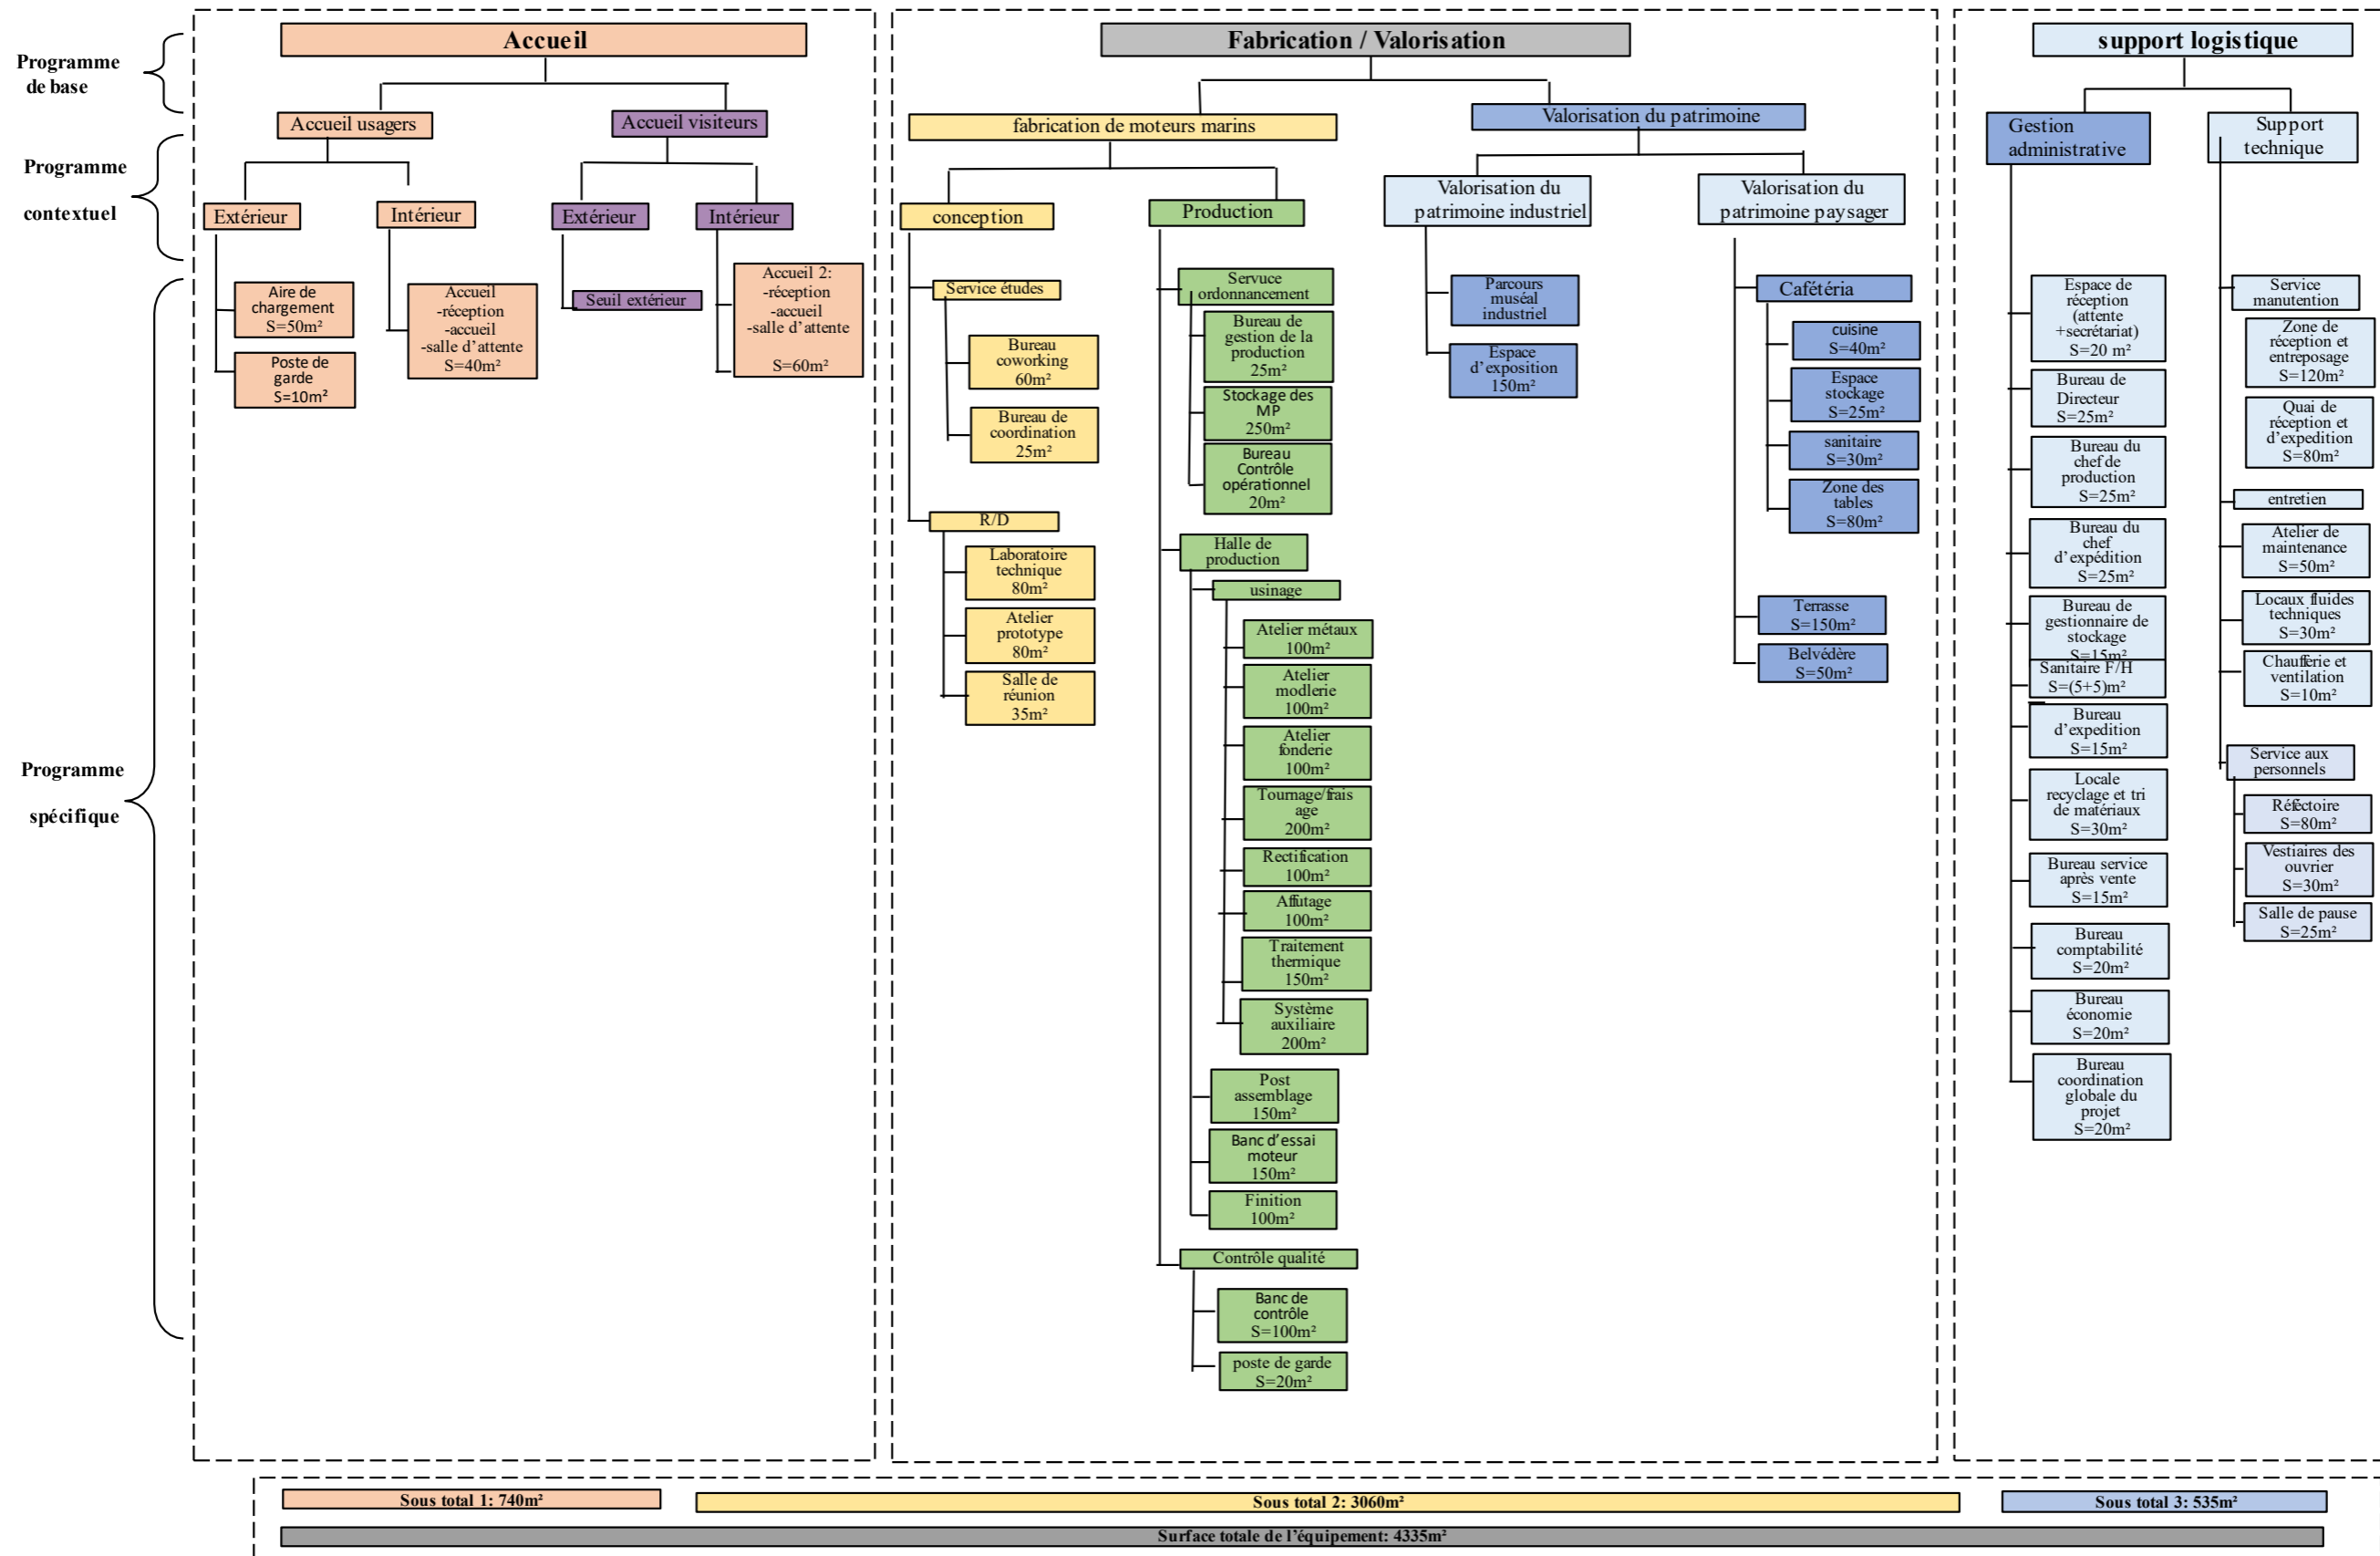 Programme
de base
Programme
contextuel
Programme
spécifique
Accueil
Accueil usagers
Accueil visiteurs
Extérieur
Intérieur
Extérieur
Intérieur
Aire de
chargement
S=50m²
Poste de
garde
S=10m²
Accueil
-réception
-accueil
-salle d’attente
S=40m²
Seuil extérieur
Accueil 2:
-réception
-accueil
-salle d’attente
S=60m²
Fabrication / Valorisation
fabrication de moteurs marins
Valorisation du patrimoine
conception
Production
Valorisation du
patrimoine industriel
Valorisation du
patrimoine paysager
Service études
Bureau
coworking
60m²
Bureau de
coordination
25m²
R/D
Laboratoire
technique
80m²
Atelier
prototype
80m²
Salle de
réunion
35m²
Servuce
ordonnancement
Bureau de
gestion de la
production
25m²
Stockage des
MP
250m²
Bureau
Contrôle
opérationnel
20m²
Halle de
production
usinage
Atelier métaux
100m²
Atelier
modlerie
100m²
Atelier
fonderie
100m²
Tournage/frais
age
200m²
Rectification
100m²
Affutage
100m²
Traitement
thermique
150m²
Système
auxiliaire
200m²
Post
assemblage
150m²
Banc d’essai
moteur
150m²
Finition
100m²
Contrôle qualité
Banc de
contrôle
S=100m²
poste de garde
S=20m²
Parcours
muséal
industriel
Espace
d’exposition
150m²
Cafétéria
cuisine
S=40m²
Espace
stockage
S=25m²
sanitaire
S=30m²
Zone des
tables
S=80m²
Terrasse
S=150m²
Belvédère
S=50m²
support logistique
Gestion
administrative
Support
technique
Espace de
réception
(attente
+secrétariat)
S=20 m²
Bureau de
Directeur
S=25m²
Bureau du
chef de
production
S=25m²
Bureau du
chef
d’expédition
S=25m²
Bureau de
gestionnaire de
stockage
S=15m²
Sanitaire F/H
S=(5+5)m²
Bureau
d’expedition
S=15m²
Locale
recyclage et tri
de matériaux
S=30m²
Bureau service
après vente
S=15m²
Bureau
comptabilité
S=20m²
Bureau
économie
S=20m²
Bureau
coordination
globale du
projet
S=20m²
Service
manutention
Zone de
réception et
entreposage
S=120m²
Quai de
réception et
d’expedition
S=80m²
entretien
Atelier de
maintenance
S=50m²
Locaux fluides
techniques
S=30m²
Chaufferie et
ventilation
S=10m²
Service aux
personnels
Réféctoire
S=80m²
Vestiaires des
ouvrier
S=30m²
Salle de pause
S=25m²
Sous total 1: 740m²
Sous total 2: 3060m²
Sous total 3: 535m²
Surface totale de l’équipement: 4335m²